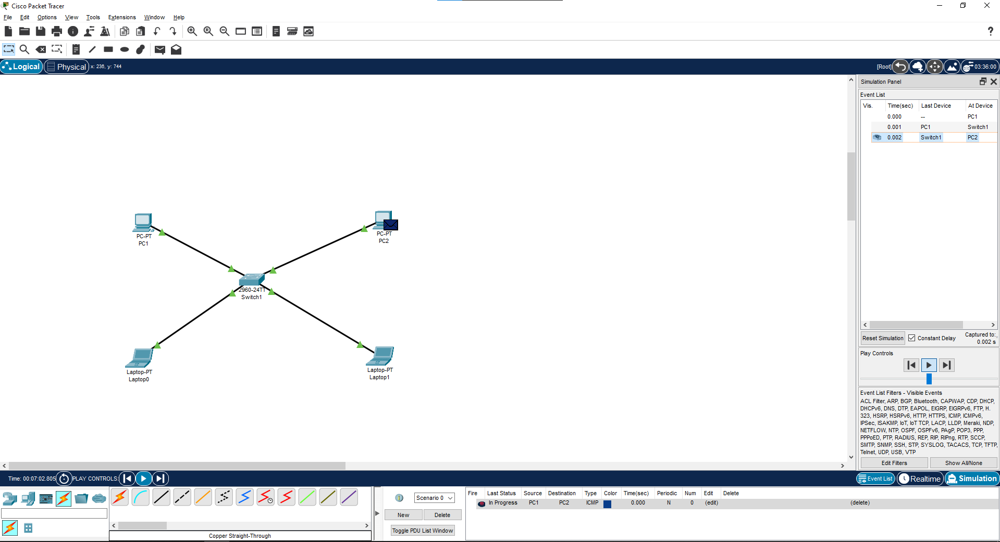 Cisco Packet Tracer
File Edit Options View Tools Extensions Window Help
?
Logical Physical x: 236, y: 744 [Root] 03:36:00
Simulation Panel
Event List
Vis. Time(sec) Last Device At Device
0.000 -- PC1
0.001 PC1 Switch1
0.002 Switch1 PC2
PC-PT
PC1
PC-PT
PC2
2960-24TT
Switch1
Laptop-PT
Laptop0
Laptop-PT
Laptop1
Reset Simulation Constant Delay Captured to:
0.002 s
Play Controls
Event List Filters - Visible Events
ACL Filter, ARP, BGP, Bluetooth, CAPWAP, CDP, DHCP,
DHCPv6, DNS, DTP, EAPOL, EIGRP, EIGRPv6, FTP, H.
323, HSRP, HSRPv6, HTTP, HTTPS, ICMP, ICMPv6,
IPSec, ISAKMP, IoT, IoT TCP, LACP, LLDP, Meraki, NDP,
NETFLOW, NTP, OSPF, OSPFv6, PAgP, POP3, PPP,
PPPoED, PTP, RADIUS, REP, RIP, RIPng, RTP, SCCP,
SMTP, SNMP, SSH, STP, SYSLOG, TACACS, TCP, TFTP,
Telnet, UDP, USB, VTP
Edit Filters Show All/None
Time: 00:07:02.805 PLAY CONTROLS: Event List Realtime Simulation
Scenario 0
New Delete
Toggle PDU List Window
Copper Straight-Through
Fire Last Status Source Destination Type Color Time(sec) Periodic Num Edit Delete
In Progress PC1 PC2 ICMP 0.000 N 0 (edit) (delete)